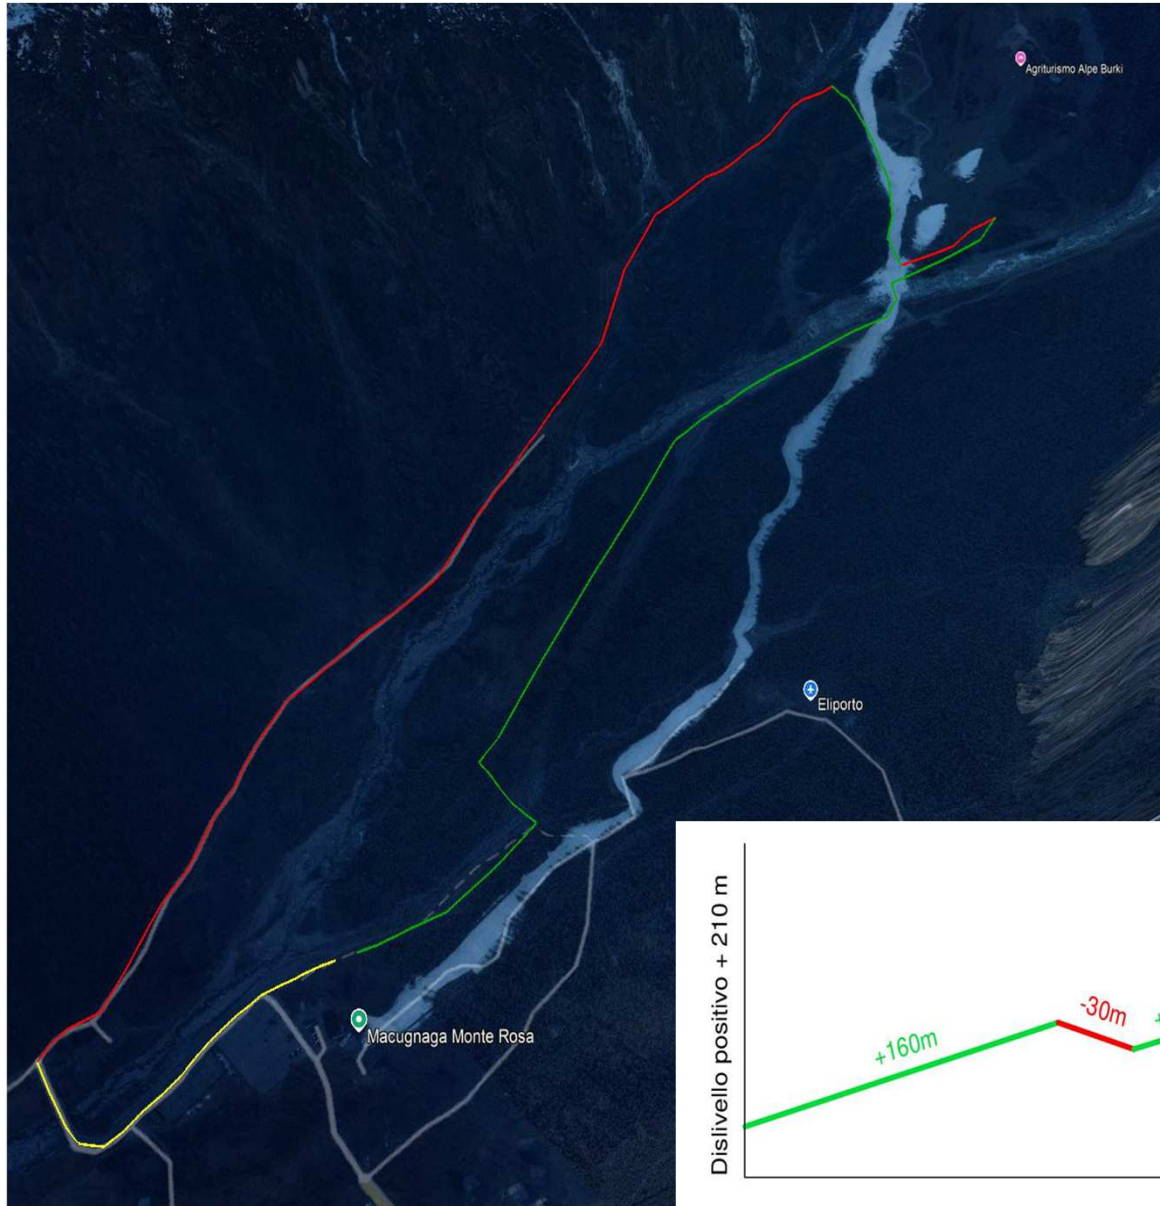 Agriturismo Alpe Burki
Eliporto
Macugnaga Monte Rosa
Dislivello positivo + 210 m
+160m
-30m
+